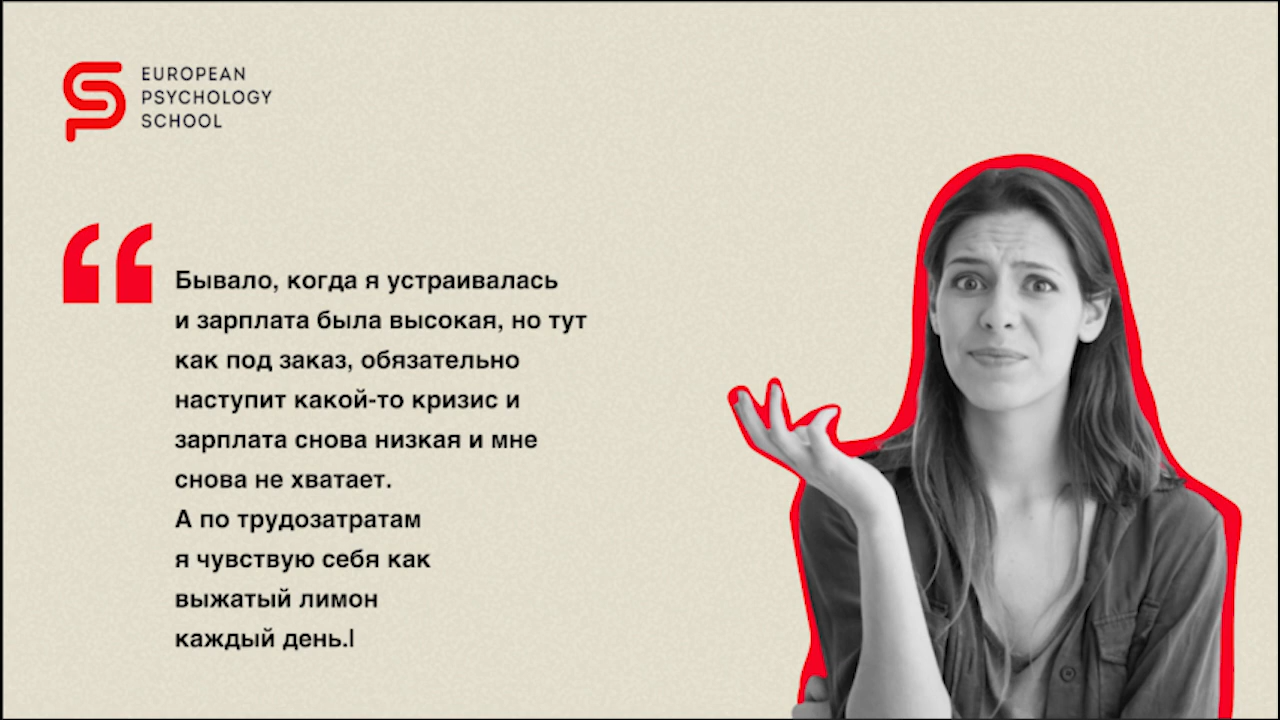 EUROPEAN
PSYCHOLOGY
SCHOOL
Бывало, когда я устраивалась
и зарплата была высокая, но тут
как под заказ, обязательно
наступит какой-то кризис и
зарплата снова низкая и мне
снова не хватает.
А по трудозатратам
я чувствую себя как
выжатый лимон
каждый день.